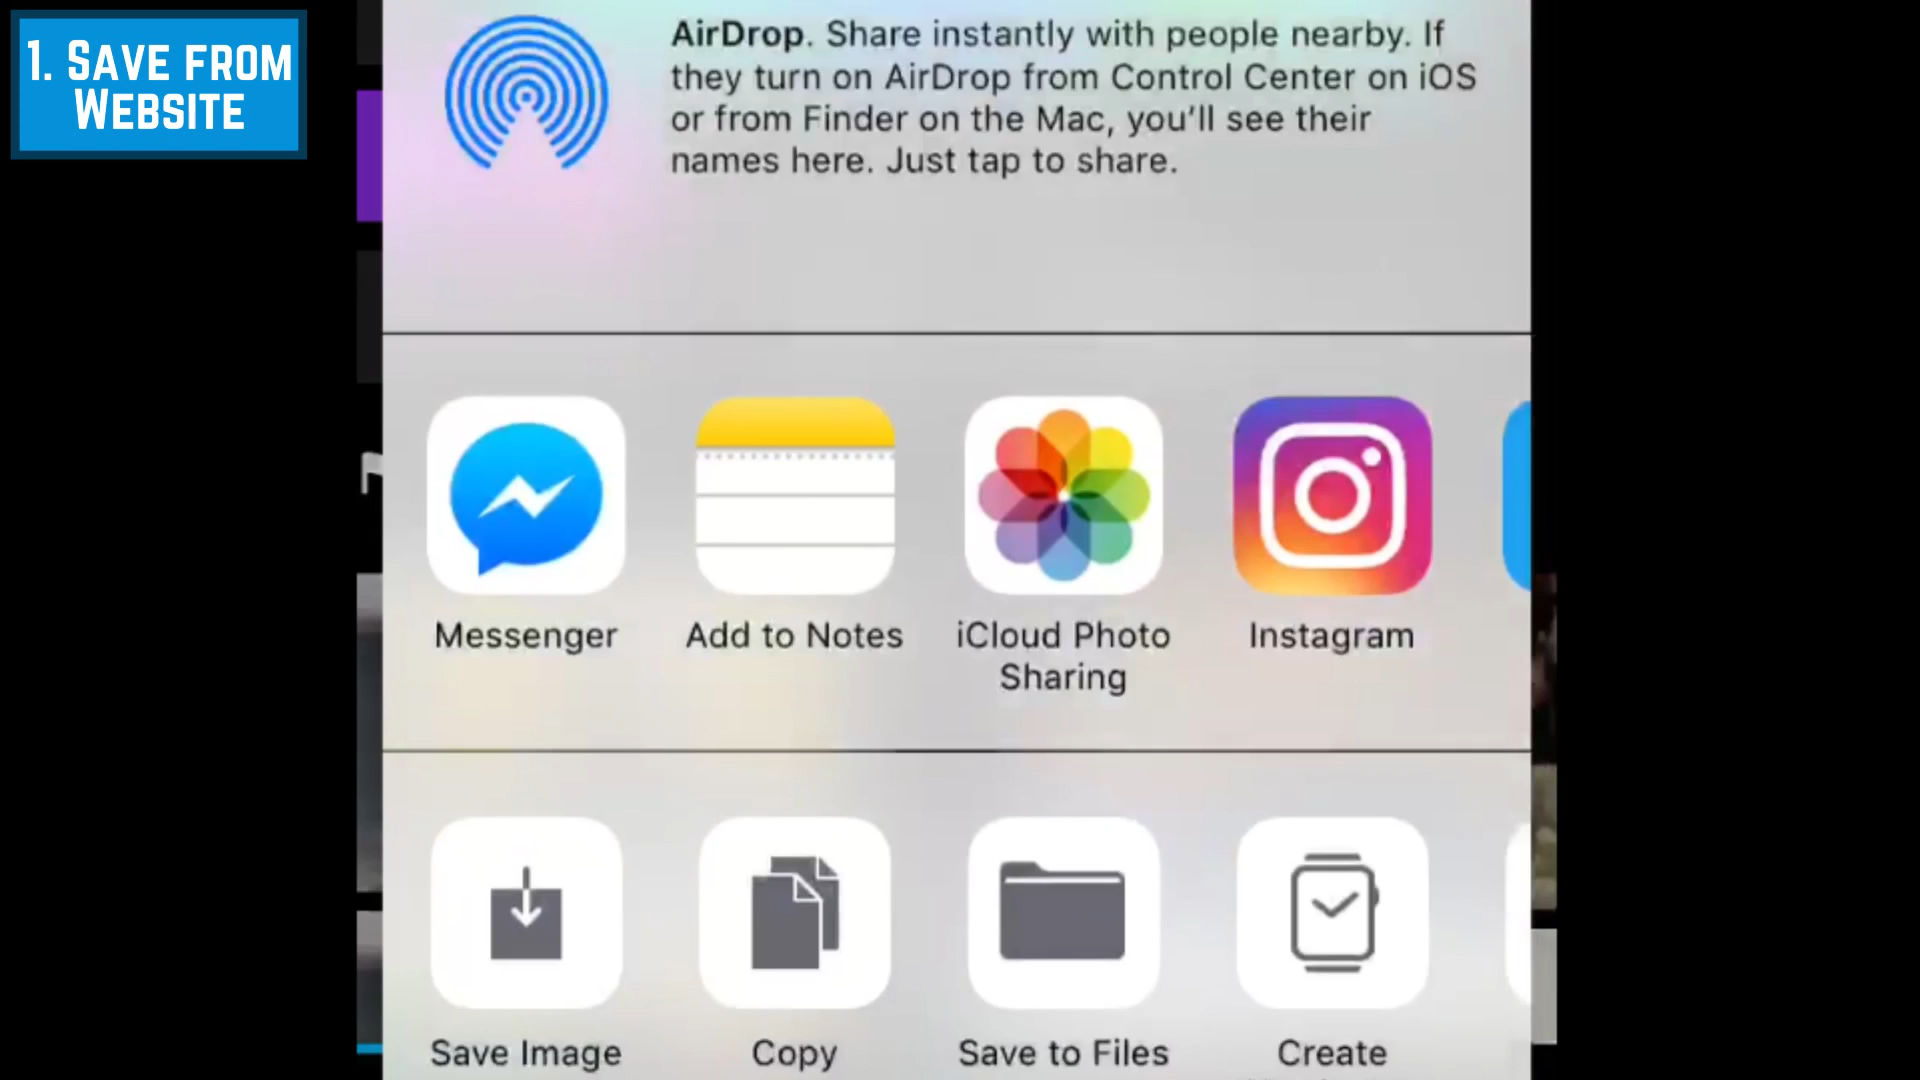 1. SAVE FROM
WEBSITE
AirDrop. Share instantly with people nearby. If
they turn on AirDrop from Control Center on iOS
or from Finder on the Mac, you'll see their
names here. Just tap to share.
Messenger
Add to Notes
iCloud Photo
Sharing
Instagram
Save Image
Copy
Save to Files
Create